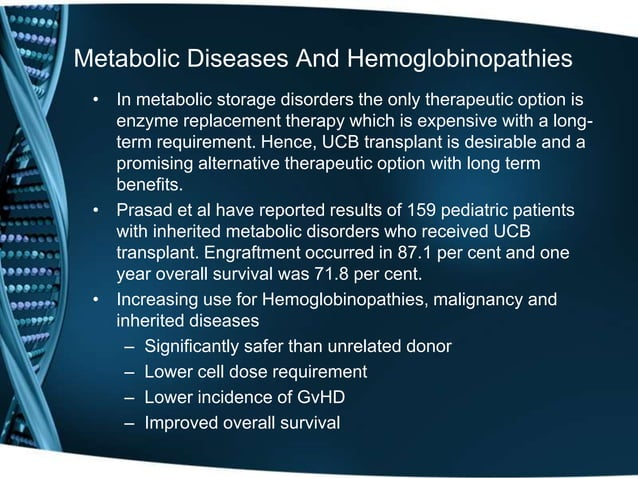 Metabolic Diseases And Hemoglobinopathies
• In metabolic storage disorders the only therapeutic option is
enzyme replacement therapy which is expensive with a long-
term requirement. Hence, UCB transplant is desirable and a
promising alternative therapeutic option with long term
benefits.
• Prasad et al have reported results of 159 pediatric patients
with inherited metabolic disorders who received UCB
transplant. Engraftment occurred in 87.1 per cent and one
year overall survival was 71.8 per cent.
• Increasing use for Hemoglobinopathies, malignancy and
inherited diseases
– Significantly safer than unrelated donor
– Lower cell dose requirement
– Lower incidence of GvHD
– Improved overall survival